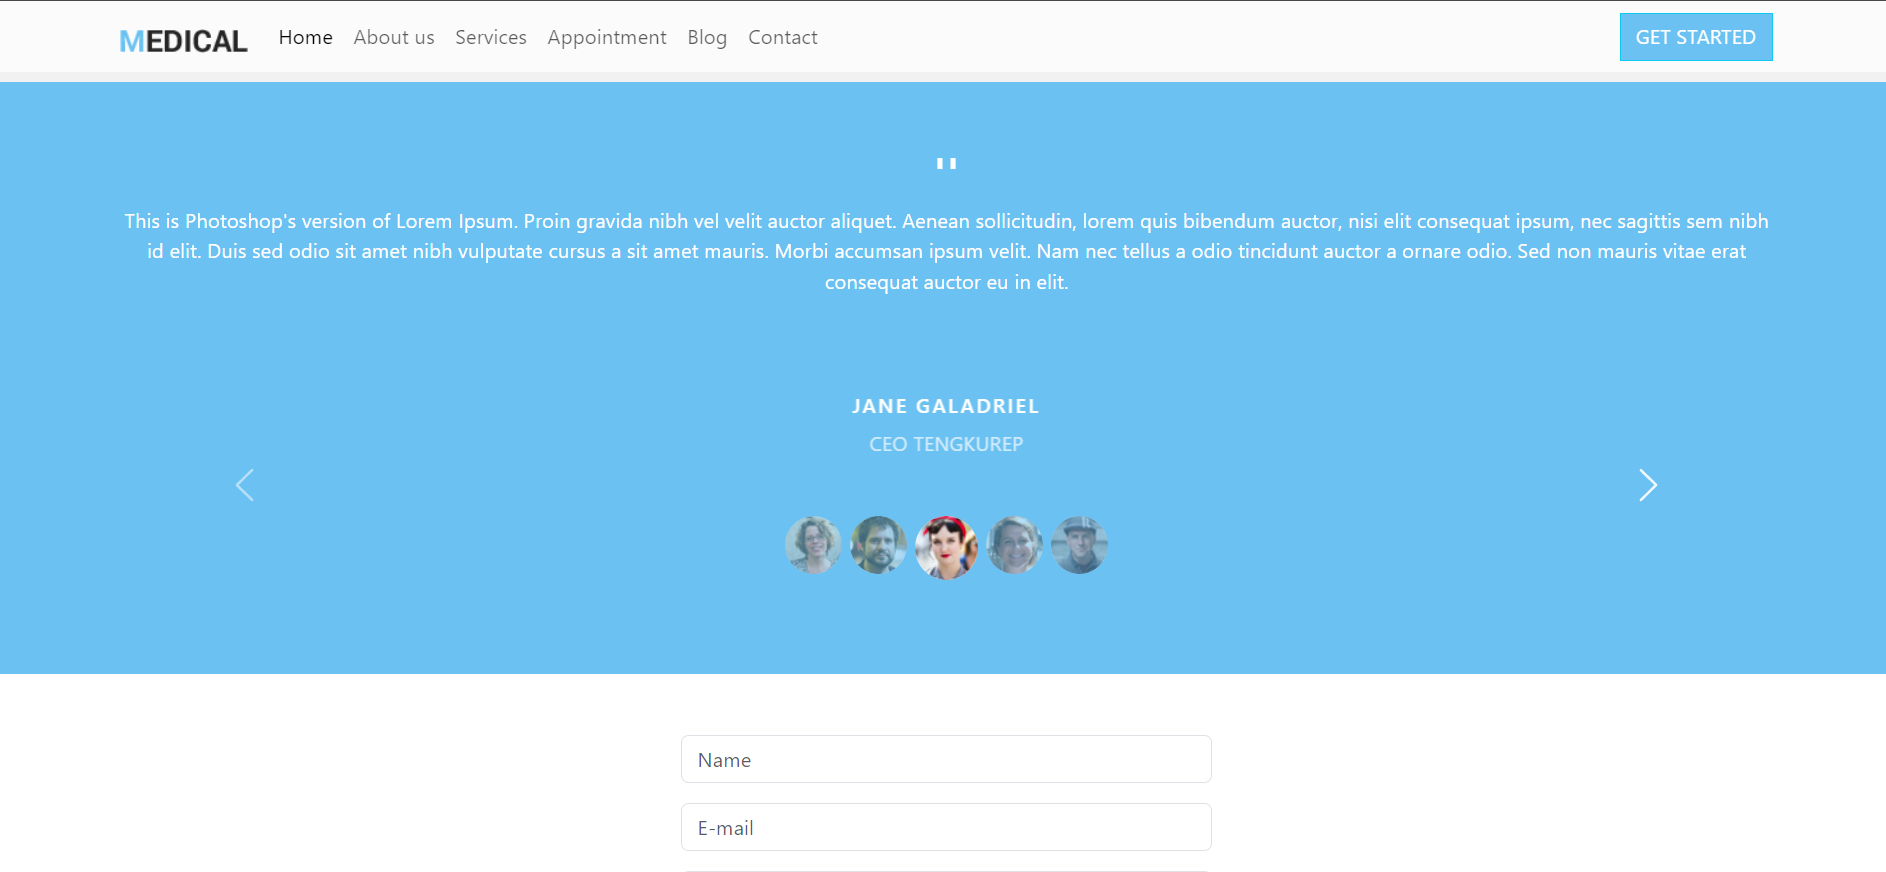 MEDICAL Home About us Services Appointment Blog Contact GET STARTED
"
This is Photoshop's version of Lorem Ipsum. Proin gravida nibh vel velit auctor aliquet. Aenean sollicitudin, lorem quis bibendum auctor, nisi elit consequat ipsum, nec sagittis sem nibh
id elit. Duis sed odio sit amet nibh vulputate cursus a sit amet mauris. Morbi accumsan ipsum velit. Nam nec tellus a odio tincidunt auctor a ornare odio. Sed non mauris vitae erat
consequat auctor eu in elit.
JANE GALADRIEL
CEO TENGKUREP
Name
E-mail